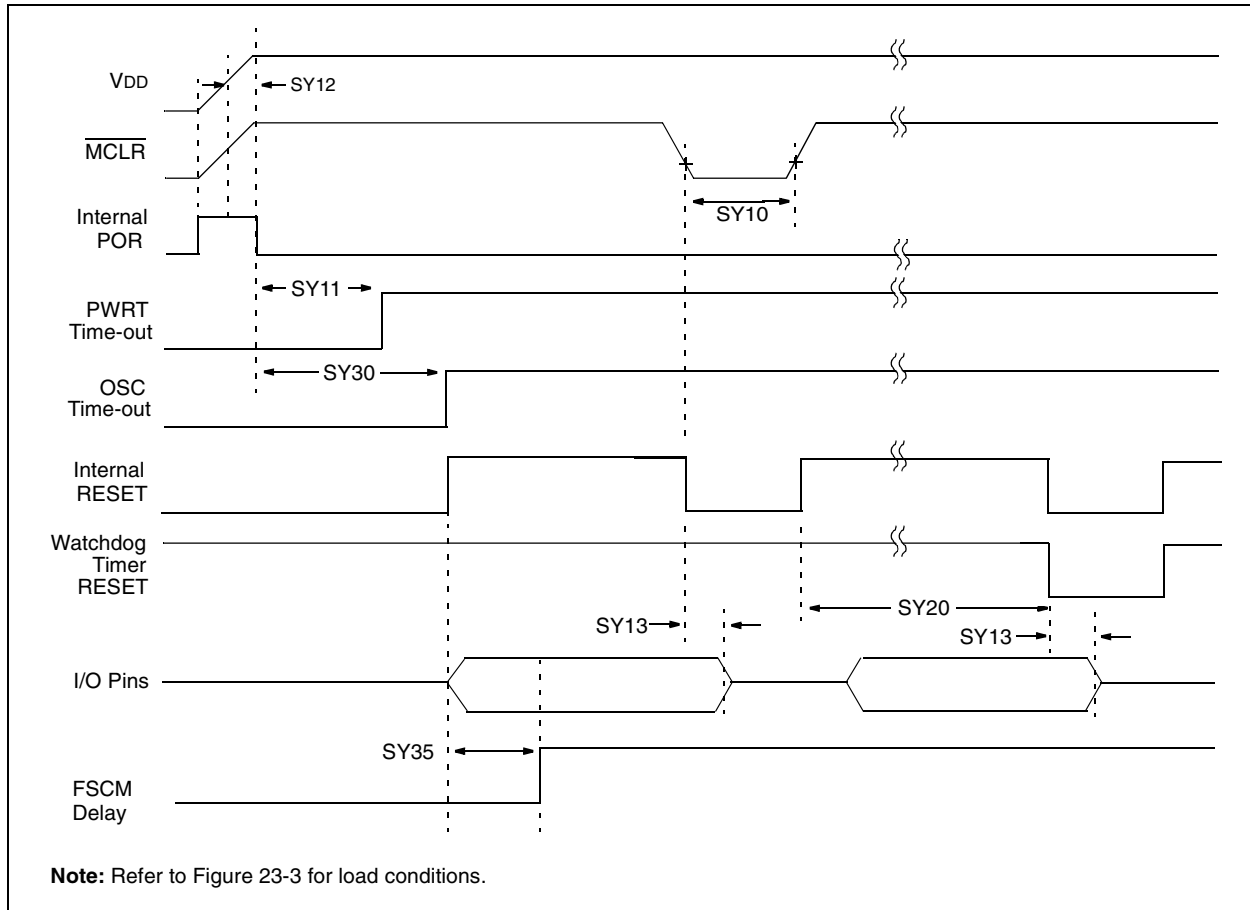 VDD
SY12
MCLR
SY10
Internal
POR
SY11
PWRT
Time-out
SY30
OSC
Time-out
Internal
RESET
Watchdog
Timer
RESET
SY20
SY13
SY13
I/O Pins
SY35
FSCM
Delay
Note: Refer to Figure 23-3 for load conditions.